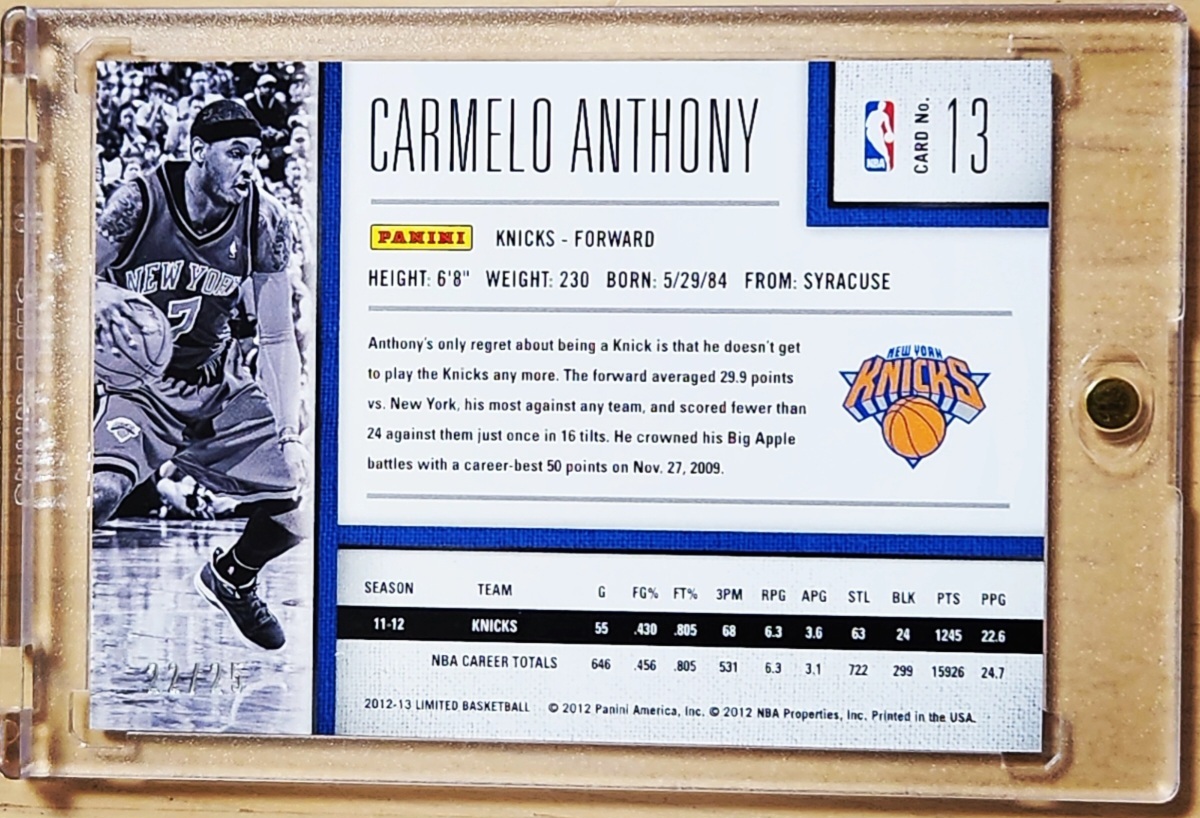 CARMELO ANTHONY
NBA
CARD No. 13
PANINI KNICKS - FORWARD
HEIGHT: 6'8" WEIGHT: 230 BORN: 5/29/84 FROM: SYRACUSE
Anthony's only regret about being a Knick is that he doesn't get
to play the Knicks any more. The forward averaged 29.9 points
vs. New York, his most against any team, and scored fewer than
24 against them just once in 16 tilts. He crowned his Big Apple
battles with a career-best 50 points on Nov. 27, 2009.
NEW YORK
KNICKS
NEW YORK
7
SEASON TEAM G FG% FT% 3PM RPG APG STL BLK PTS PPG
11-12 KNICKS 55 .430 .805 68 6.3 3.6 63 24 1245 22.6
NBA CAREER TOTALS 646 .456 .805 531 6.3 3.1 722 299 15926 24.7
2012-13 LIMITED BASKETBALL © 2012 Panini America, Inc. © 2012 NBA Properties, Inc. Printed in the USA.